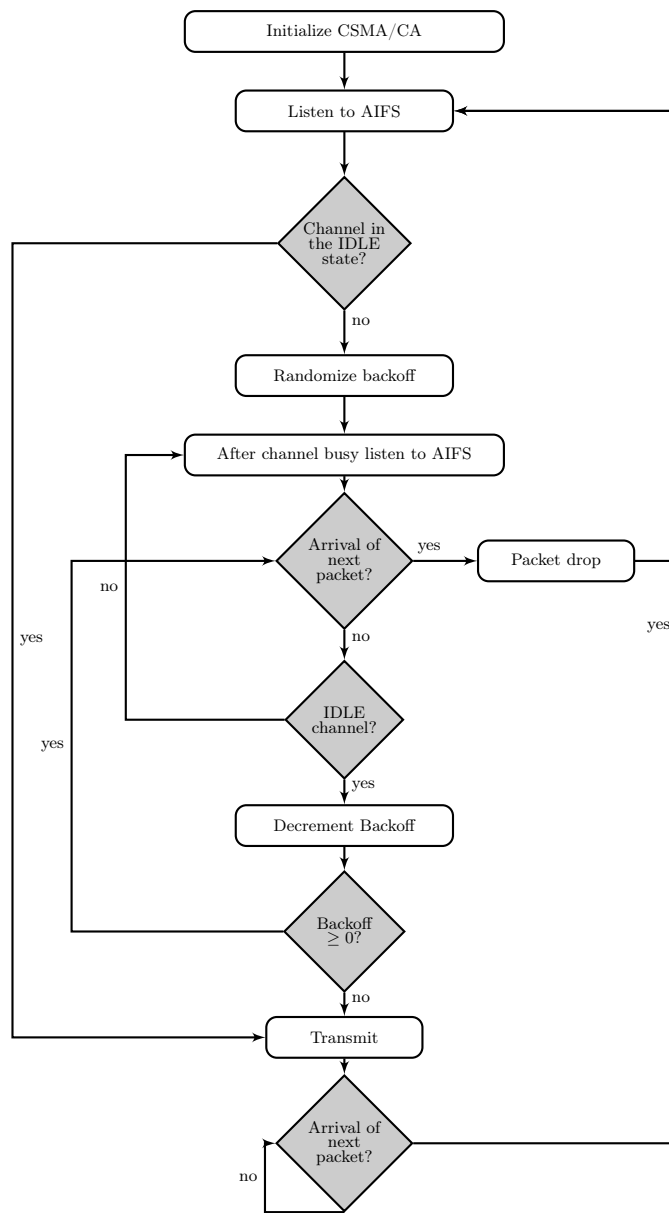 Initialize CSMA/CA
Listen to AIFS
Channel in
the IDLE
state?
no
Randomize backoff
After channel busy listen to AIFS
Arrival of
next
packet?
yes
Packet drop
no
yes
no
yes
IDLE
channel?
yes
yes
Decrement Backoff
Backoff
≥ 0?
no
Transmit
Arrival of
next
packet?
no